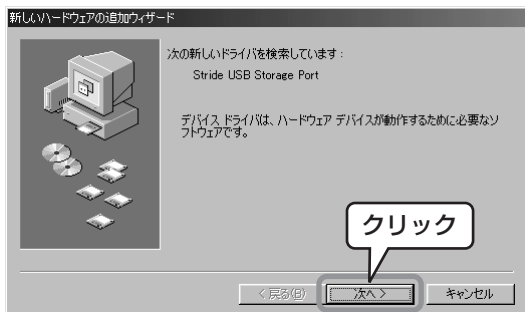 新しいハードウェアの追加ウィザード
次の新しいドライバを検索しています:
Stride USB Storage Port
デバイス ドライバは、ハードウェア デバイスが動作するために必要なソ
フトウェアです。
クリック
< 戻る(B)
次へ >
キャンセル